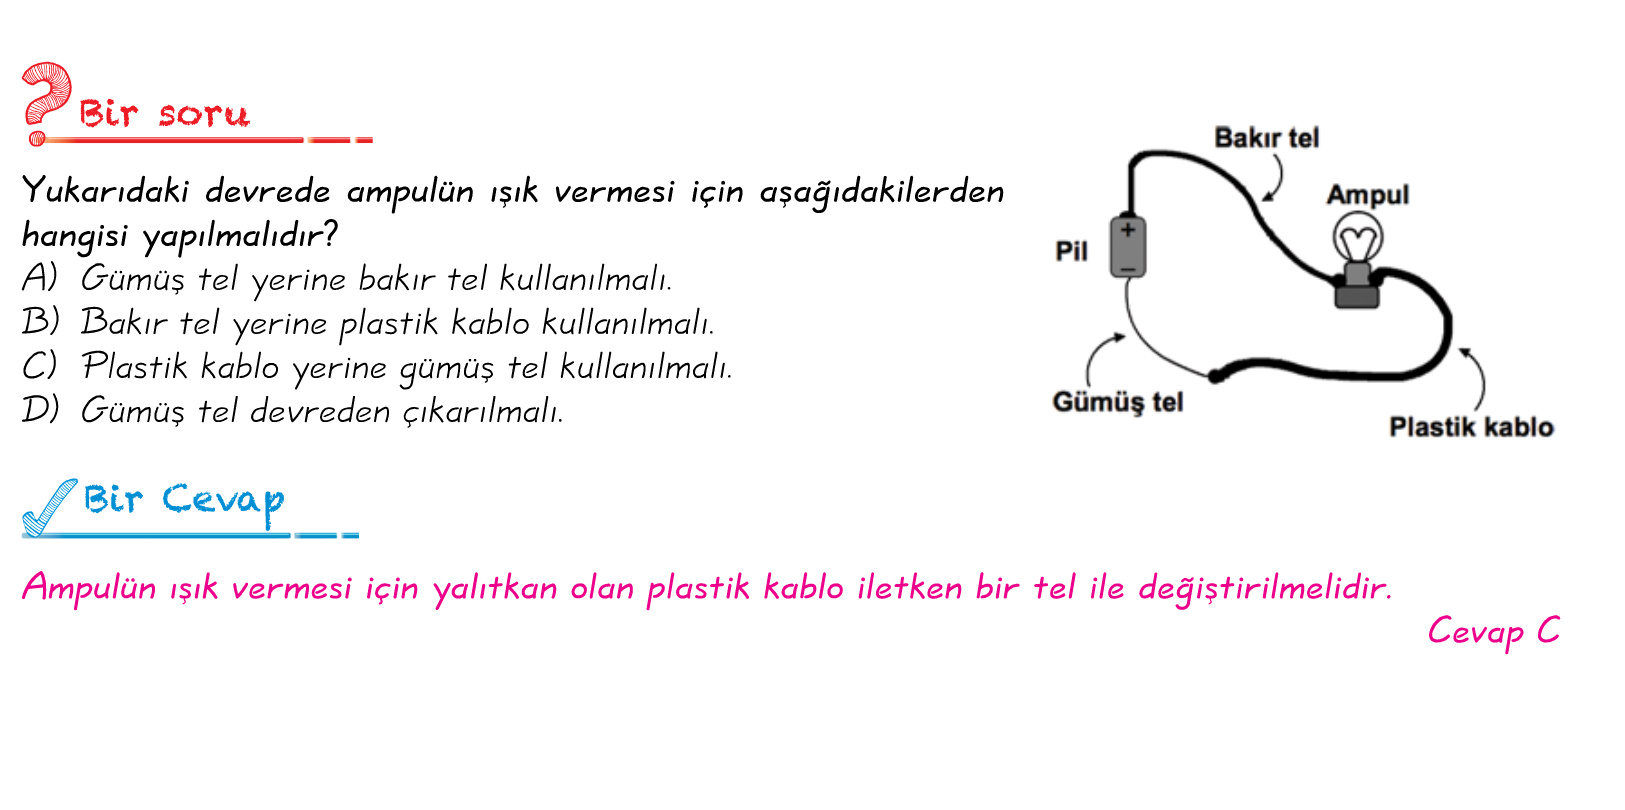 Bir soru
Yukarıdaki devrede ampulün ışık vermesi için aşağıdakilerden
hangisi yapılmalıdır?
A) Gümüş tel yerine bakır tel kullanılmalı.
B) Bakır tel yerine plastik kablo kullanılmalı.
C) Plastik kablo yerine gümüş tel kullanılmalı.
D) Gümüş tel devreden çıkarılmalı.
Bakır tel
Ampul
Pil
+
–
Gümüş tel
Plastik kablo
Bir Cevap
Ampulün ışık vermesi için yalıtkan olan plastik kablo iletken bir tel ile değiştirilmelidir.
Cevap C